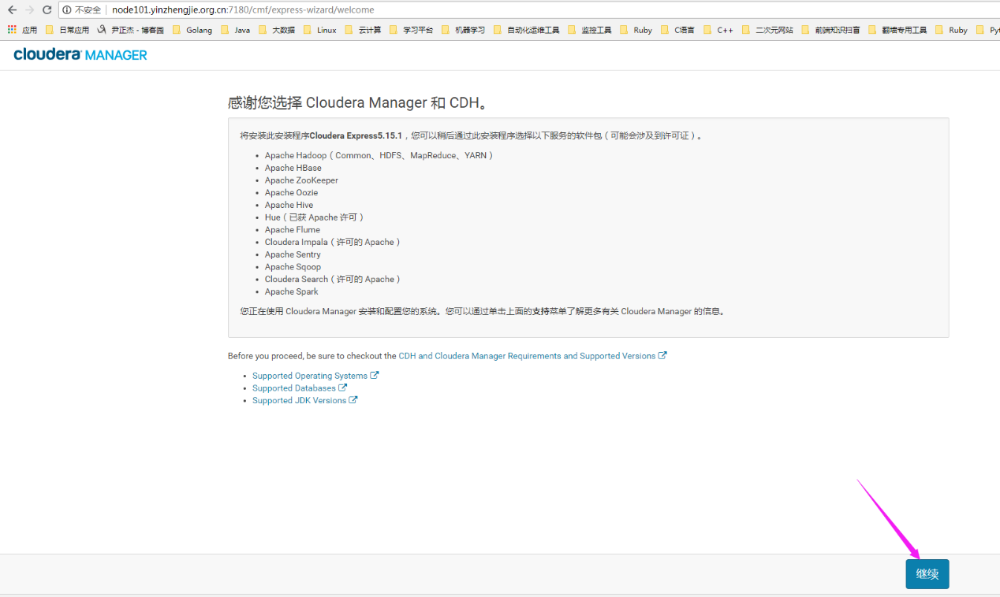 不安全 node101.yinzhengjie.org.cn:7180/cmf/express-wizard/welcome
应用 日常应用 尹正杰 - 博客园 Golang Java 大数据 Linux 云计算 学习平台 机器学习 自动化运维工具 监控工具 Ruby C语言 C++ 二次元网站 前端知识扫盲 翻墙专用工具 Ruby Pyt
cloudera MANAGER
感谢您选择 Cloudera Manager 和 CDH。
将安装此安装程序Cloudera Express5.15.1，您可以稍后通过此安装程序选择以下服务的软件包（可能会涉及到许可证）。
• Apache Hadoop（Common、HDFS、MapReduce、YARN）
• Apache HBase
• Apache ZooKeeper
• Apache Oozie
• Apache Hive
• Hue（已获 Apache 许可）
• Apache Flume
• Cloudera Impala（许可的 Apache）
• Apache Sentry
• Apache Sqoop
• Cloudera Search（许可的 Apache）
• Apache Spark
您正在使用 Cloudera Manager 安装和配置您的系统。您可以通过单击上面的支持菜单了解更多有关 Cloudera Manager 的信息。
Before you proceed, be sure to checkout the CDH and Cloudera Manager Requirements and Supported Versions
• Supported Operating Systems
• Supported Databases
• Supported JDK Versions
继续